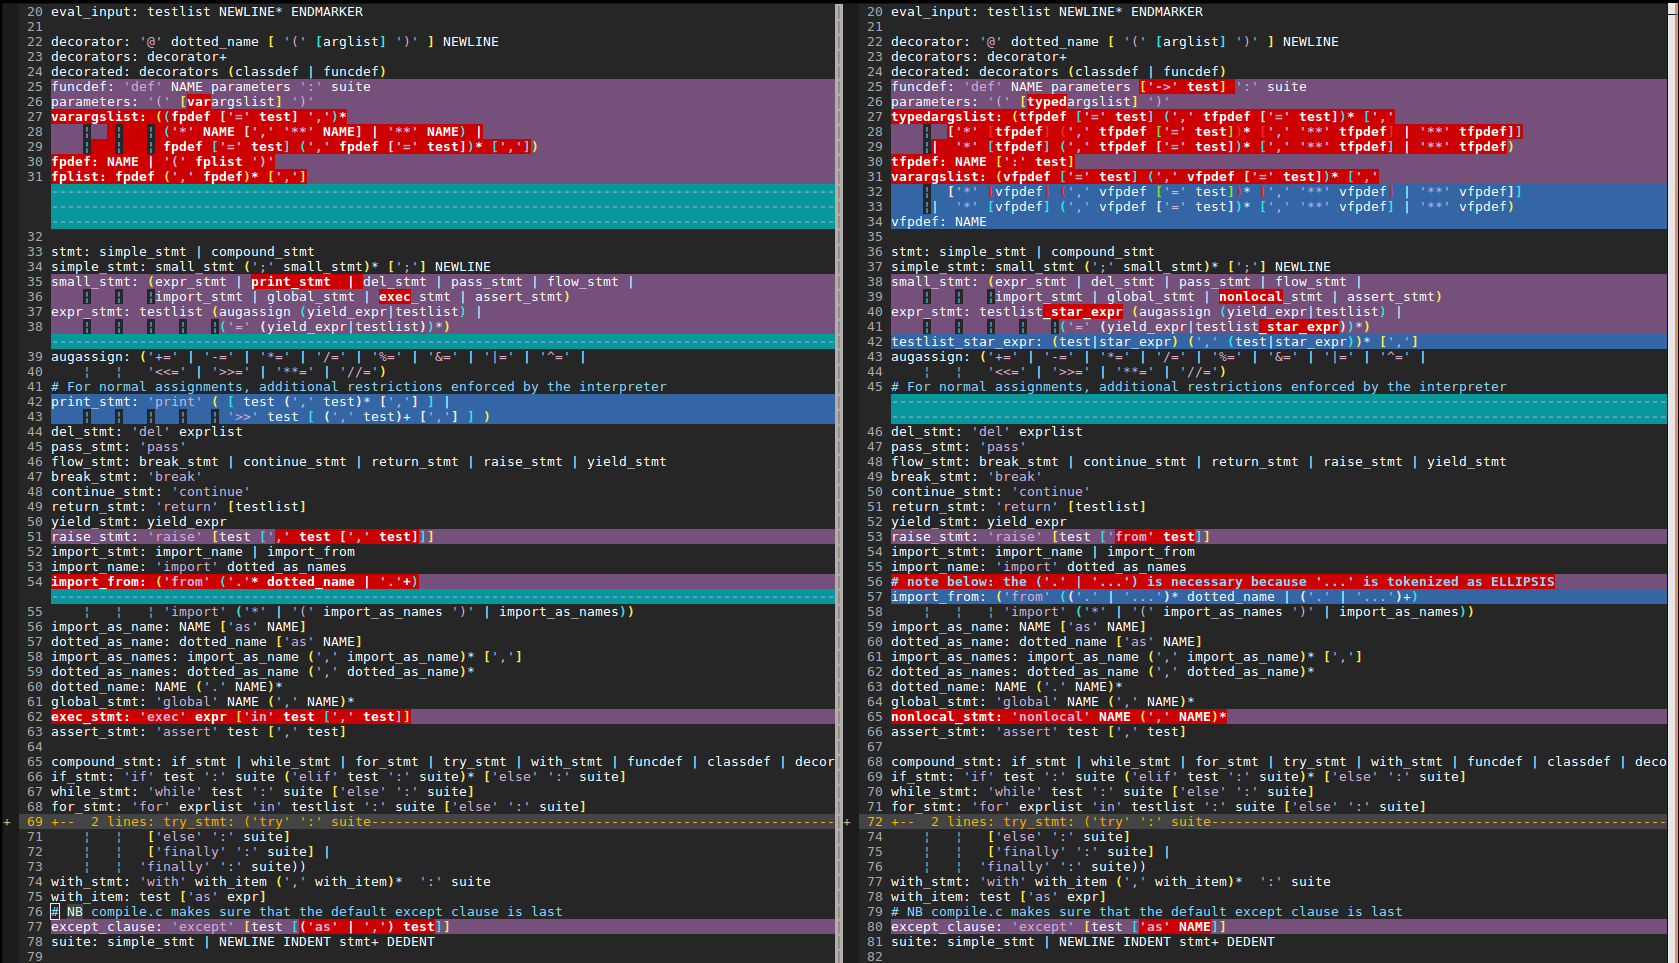 20 eval_input: testlist NEWLINE* ENDMARKER
21
22 decorator: '@' dotted_name [ '(' [arglist] ')' ] NEWLINE
23 decorators: decorator+
24 decorated: decorators (classdef | funcdef)
25 funcdef: 'def' NAME parameters ':' suite
26 parameters: '(' [varargslist] ')'
27 varargslist: ((fpdef ['=' test] ',')*
28 ¦ ¦ ¦ ('*' NAME [',' '**' NAME] | '**' NAME) |
29 ¦ ¦ ¦ fpdef ['=' test] (',' fpdef ['=' test])* [','])
30 fpdef: NAME | '(' fplist ')'
31 fplist: fpdef (',' fpdef)* [',']
32
33 stmt: simple_stmt | compound_stmt
34 simple_stmt: small_stmt (';' small_stmt)* [';'] NEWLINE
35 small_stmt: (expr_stmt | print_stmt  | del_stmt | pass_stmt | flow_stmt |
36 ¦ ¦ ¦import_stmt | global_stmt | exec_stmt | assert_stmt)
37 expr_stmt: testlist (augassign (yield_expr|testlist) |
38 ¦ ¦ ¦ ¦ ¦('=' (yield_expr|testlist))*)
39 augassign: ('+=' | '-=' | '*=' | '/=' | '%=' | '&=' | '|=' | '^=' |
40 ¦ ¦ '<<=' | '>>=' | '**=' | '//=')
41 # For normal assignments, additional restrictions enforced by the interpreter
42 print_stmt: 'print' ( [ test (',' test)* [','] ] |
43 ¦ ¦ ¦ ¦ ¦ '>>' test [ (',' test)+ [','] ] )
44 del_stmt: 'del' exprlist
45 pass_stmt: 'pass'
46 flow_stmt: break_stmt | continue_stmt | return_stmt | raise_stmt | yield_stmt
47 break_stmt: 'break'
48 continue_stmt: 'continue'
49 return_stmt: 'return' [testlist]
50 yield_stmt: yield_expr
51 raise_stmt: 'raise' [test [',' test [',' test]]]
52 import_stmt: import_name | import_from
53 import_name: 'import' dotted_as_names
54 import_from: ('from' ('.'* dotted_name | '.'+)
55 ¦ ¦ ¦ 'import' ('*' | '(' import_as_names ')' | import_as_names))
56 import_as_name: NAME ['as' NAME]
57 dotted_as_name: dotted_name ['as' NAME]
58 import_as_names: import_as_name (',' import_as_name)* [',']
59 dotted_as_names: dotted_as_name (',' dotted_as_name)*
60 dotted_name: NAME ('.' NAME)*
61 global_stmt: 'global' NAME (',' NAME)*
62 exec_stmt: 'exec' expr ['in' test [',' test]]
63 assert_stmt: 'assert' test [',' test]
64
65 compound_stmt: if_stmt | while_stmt | for_stmt | try_stmt | with_stmt | funcdef | classdef | decor
66 if_stmt: 'if' test ':' suite ('elif' test ':' suite)* ['else' ':' suite]
67 while_stmt: 'while' test ':' suite ['else' ':' suite]
68 for_stmt: 'for' exprlist 'in' testlist ':' suite ['else' ':' suite]
+ 69 +--  2 lines: try_stmt: ('try' ':' suite
71 ¦ ¦ ['else' ':' suite]
72 ¦ ¦ ['finally' ':' suite] |
73 ¦ ¦ 'finally' ':' suite))
74 with_stmt: 'with' with_item (',' with_item)*  ':' suite
75 with_item: test ['as' expr]
76 # NB compile.c makes sure that the default except clause is last
77 except_clause: 'except' [test [('as' | ',') test]]
78 suite: simple_stmt | NEWLINE INDENT stmt+ DEDENT
79
20 eval_input: testlist NEWLINE* ENDMARKER
21
22 decorator: '@' dotted_name [ '(' [arglist] ')' ] NEWLINE
23 decorators: decorator+
24 decorated: decorators (classdef | funcdef)
25 funcdef: 'def' NAME parameters ['->' test] ':' suite
26 parameters: '(' [typedargslist] ')'
27 typedargslist: (tfpdef ['=' test] (',' tfpdef ['=' test])* [','
28 ¦ ['*' [tfpdef] (',' tfpdef ['=' test])* [',' '**' tfpdef] | '**' tfpdef]]
29 ¦|  '*' [tfpdef] (',' tfpdef ['=' test])* [',' '**' tfpdef] | '**' tfpdef)
30 tfpdef: NAME [':' test]
31 varargslist: (vfpdef ['=' test] (',' vfpdef ['=' test])* [','
32 ¦ ['*' [vfpdef] (',' vfpdef ['=' test])* [',' '**' vfpdef] | '**' vfpdef]]
33 ¦|  '*' [vfpdef] (',' vfpdef ['=' test])* [',' '**' vfpdef] | '**' vfpdef)
34 vfpdef: NAME
35
36 stmt: simple_stmt | compound_stmt
37 simple_stmt: small_stmt (';' small_stmt)* [';'] NEWLINE
38 small_stmt: (expr_stmt | del_stmt | pass_stmt | flow_stmt |
39 ¦ ¦ ¦import_stmt | global_stmt | nonlocal_stmt | assert_stmt)
40 expr_stmt: testlist_star_expr (augassign (yield_expr|testlist) |
41 ¦ ¦ ¦ ¦ ¦('=' (yield_expr|testlist_star_expr))*)
42 testlist_star_expr: (test|star_expr) (',' (test|star_expr))* [',']
43 augassign: ('+=' | '-=' | '*=' | '/=' | '%=' | '&=' | '|=' | '^=' |
44 ¦ ¦ '<<=' | '>>=' | '**=' | '//=')
45 # For normal assignments, additional restrictions enforced by the interpreter
46 del_stmt: 'del' exprlist
47 pass_stmt: 'pass'
48 flow_stmt: break_stmt | continue_stmt | return_stmt | raise_stmt | yield_stmt
49 break_stmt: 'break'
50 continue_stmt: 'continue'
51 return_stmt: 'return' [testlist]
52 yield_stmt: yield_expr
53 raise_stmt: 'raise' [test ['from' test]]
54 import_stmt: import_name | import_from
55 import_name: 'import' dotted_as_names
56 # note below: the ('.' | '...') is necessary because '...' is tokenized as ELLIPSIS
57 import_from: ('from' (('.' | '...')* dotted_name | ('.' | '...')+)
58 ¦ ¦ ¦ 'import' ('*' | '(' import_as_names ')' | import_as_names))
59 import_as_name: NAME ['as' NAME]
60 dotted_as_name: dotted_name ['as' NAME]
61 import_as_names: import_as_name (',' import_as_name)* [',']
62 dotted_as_names: dotted_as_name (',' dotted_as_name)*
63 dotted_name: NAME ('.' NAME)*
64 global_stmt: 'global' NAME (',' NAME)*
65 nonlocal_stmt: 'nonlocal' NAME (',' NAME)*
66 assert_stmt: 'assert' test [',' test]
67
68 compound_stmt: if_stmt | while_stmt | for_stmt | try_stmt | with_stmt | funcdef | classdef | deco
69 if_stmt: 'if' test ':' suite ('elif' test ':' suite)* ['else' ':' suite]
70 while_stmt: 'while' test ':' suite ['else' ':' suite]
71 for_stmt: 'for' exprlist 'in' testlist ':' suite ['else' ':' suite]
+ 72 +--  2 lines: try_stmt: ('try' ':' suite
74 ¦ ¦ ['else' ':' suite]
75 ¦ ¦ ['finally' ':' suite] |
76 ¦ ¦ 'finally' ':' suite))
77 with_stmt: 'with' with_item (',' with_item)*  ':' suite
78 with_item: test ['as' expr]
79 # NB compile.c makes sure that the default except clause is last
80 except_clause: 'except' [test ['as' NAME]]
81 suite: simple_stmt | NEWLINE INDENT stmt+ DEDENT
82